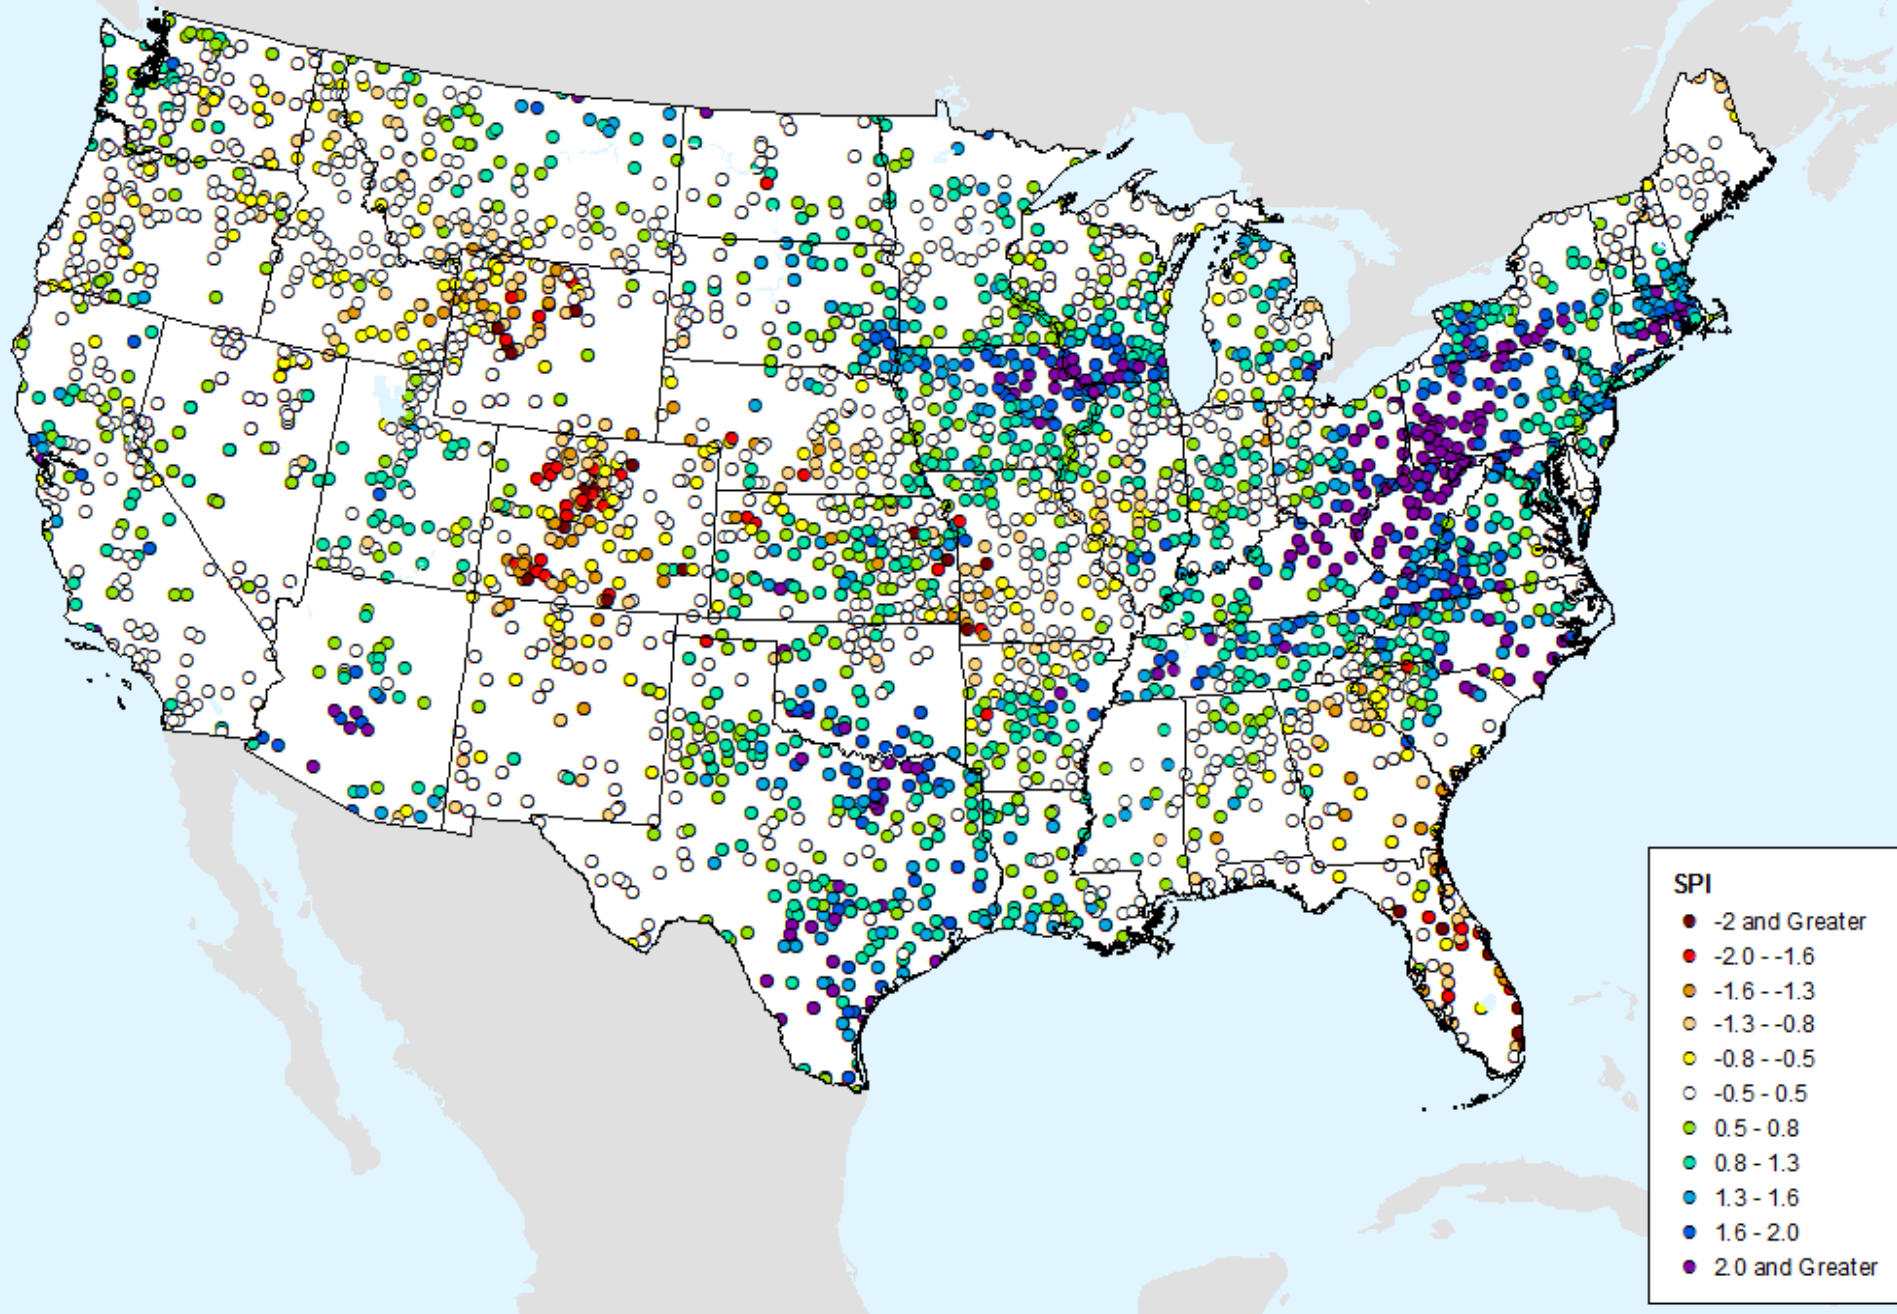 SPI
-2 and Greater
-2.0 - -1.6
-1.6 - -1.3
-1.3 - -0.8
-0.8 - -0.5
-0.5 - 0.5
0.5 - 0.8
0.8 - 1.3
1.3 - 1.6
1.6 - 2.0
2.0 and Greater